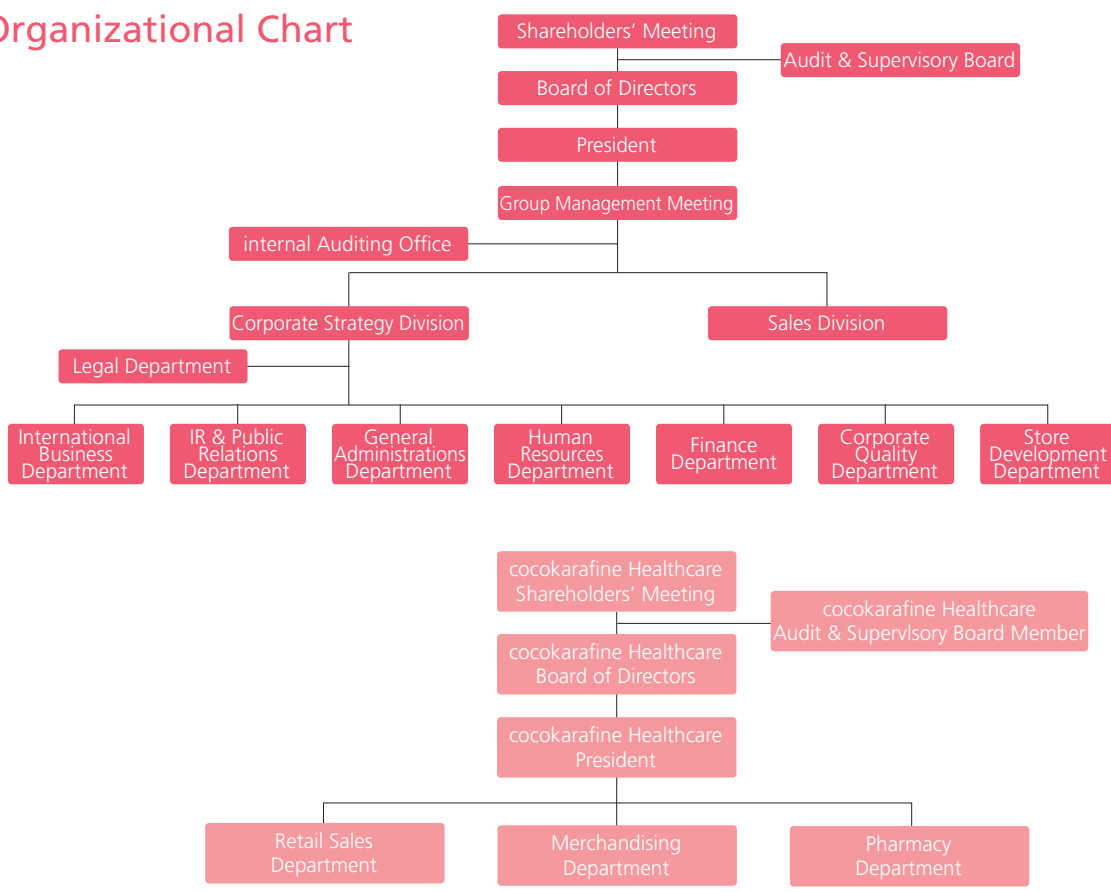 Organizational Chart
Shareholders’ Meeting
Audit & Supervisory Board
Board of Directors
President
Group Management Meeting
internal Auditing Office
Corporate Strategy Division
Sales Division
Legal Department
International
Business
Department
IR & Public
Relations
Department
General
Administrations
Department
Human
Resources
Department
Finance
Department
Corporate
Quality
Department
Store
Development
Department
cocokarafine Healthcare
Shareholders’ Meeting
cocokarafine Healthcare
Audit & Supervlsory Board Member
cocokarafine Healthcare
Board of Directors
cocokarafine Healthcare
President
Retail Sales
Department
Merchandising
Department
Pharmacy
Department